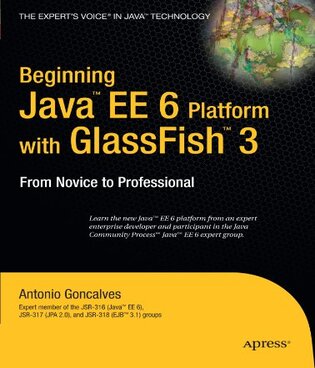 THE EXPERT'S VOICE® IN JAVA™ TECHNOLOGY
Beginning
Java™ EE 6 Platform
with GlassFish™ 3
From Novice to Professional
Learn the new Java™ EE 6 platform from an expert
enterprise developer and participant in the Java
Community Process™ Java™ EE 6 expert group.
Antonio Goncalves
Expert member of the JSR-316 (Java™ EE 6),
JSR-317 (JPA 2.0), and JSR-318 (EJB™ 3.1) groups
Apress®